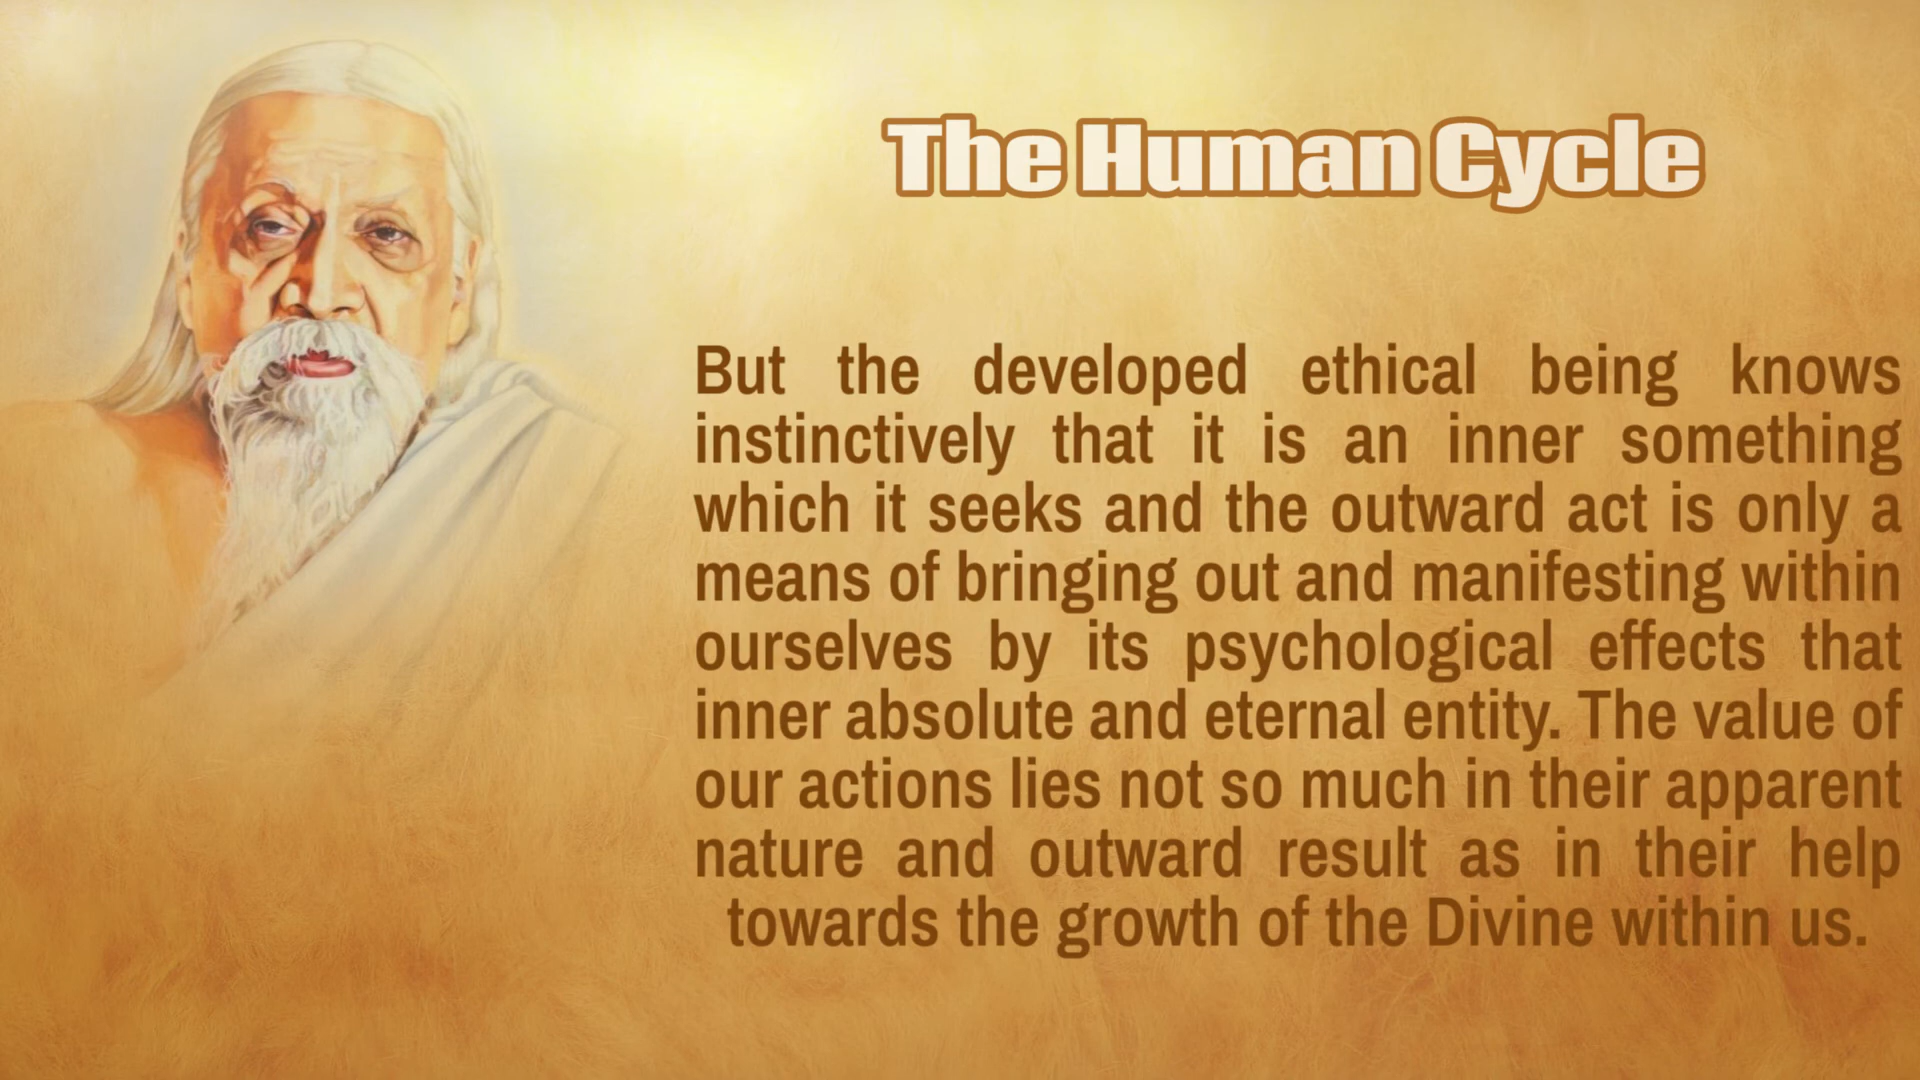 The Human Cycle
But the developed ethical being knows
instinctively that it is an inner something
which it seeks and the outward act is only a
means of bringing out and manifesting within
ourselves by its psychological effects that
inner absolute and eternal entity. The value of
our actions lies not so much in their apparent
nature and outward result as in their help
towards the growth of the Divine within us.